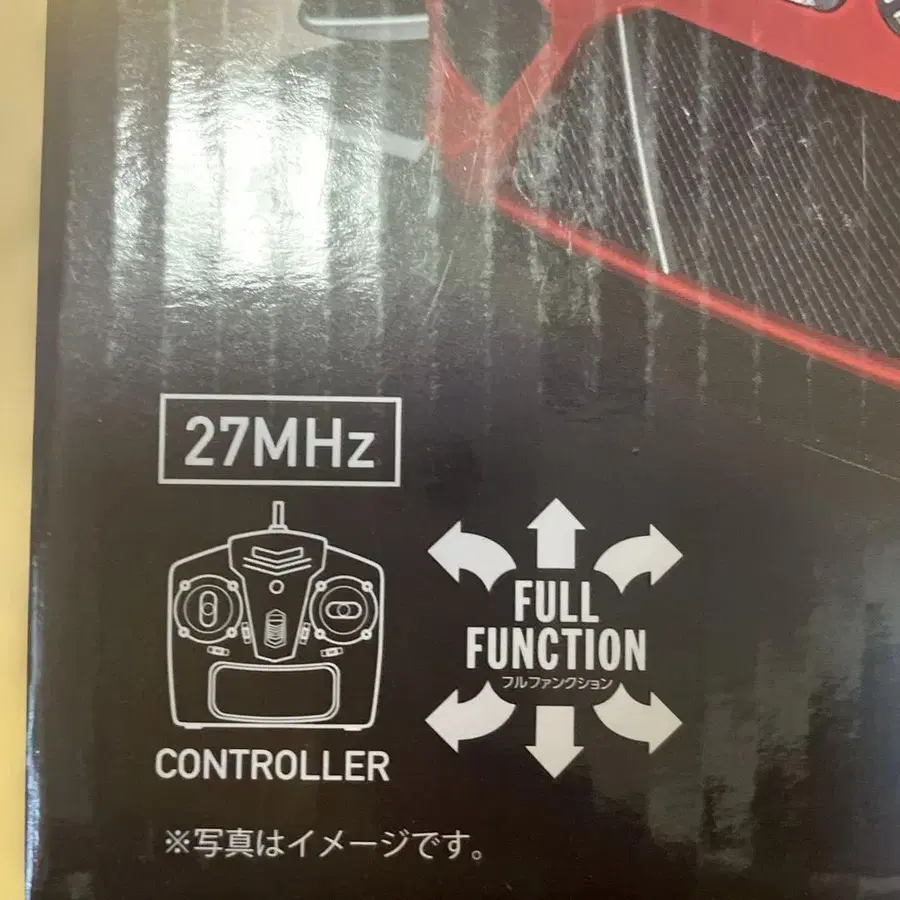 27MHz
FULL
FUNCTION
フルファンクション
CONTROLLER
※写真はイメージです。